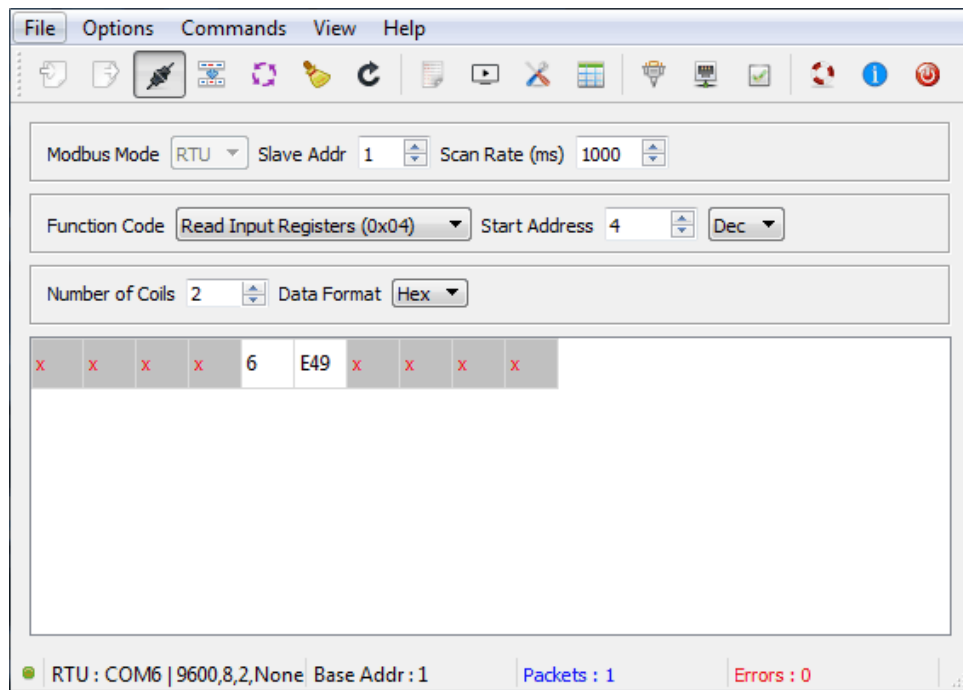 File Options Commands View Help
Modbus Mode RTU Slave Addr 1 Scan Rate (ms) 1000
Function Code Read Input Registers (0x04) Start Address 4 Dec
Number of Coils 2 Data Format Hex
x x x x 6 E49 x x x x
RTU : COM6 | 9600,8,2,None Base Addr : 1 Packets : 1 Errors : 0